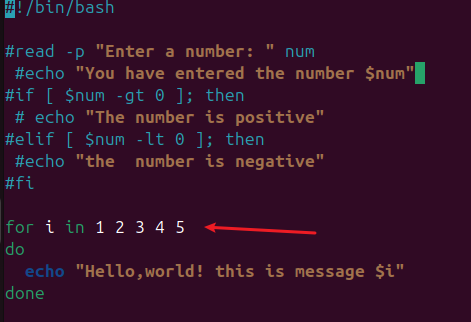 #!/bin/bash
#read -p "Enter a number: " num
 #echo "You have entered the number $num"
#if [ $num -gt 0 ]; then
 # echo "The number is positive"
#elif [ $num -lt 0 ]; then
 #echo "the  number is negative"
#fi
for i in 1 2 3 4 5
do
  echo "Hello,world! this is message $i"
done